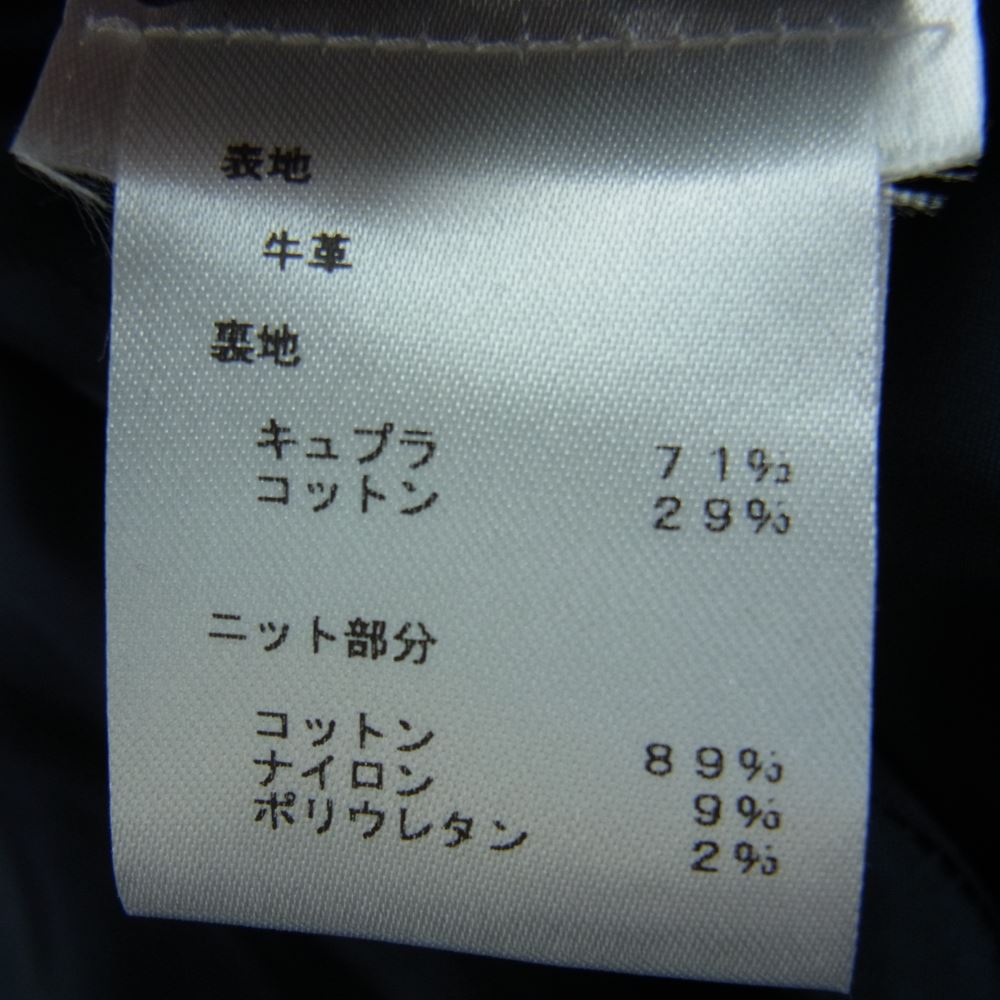 表地
牛革
裏地
キュプラ 71%
コットン 29%
ニット部分
コットン 89%
ナイロン 9%
ポリウレタン 2%